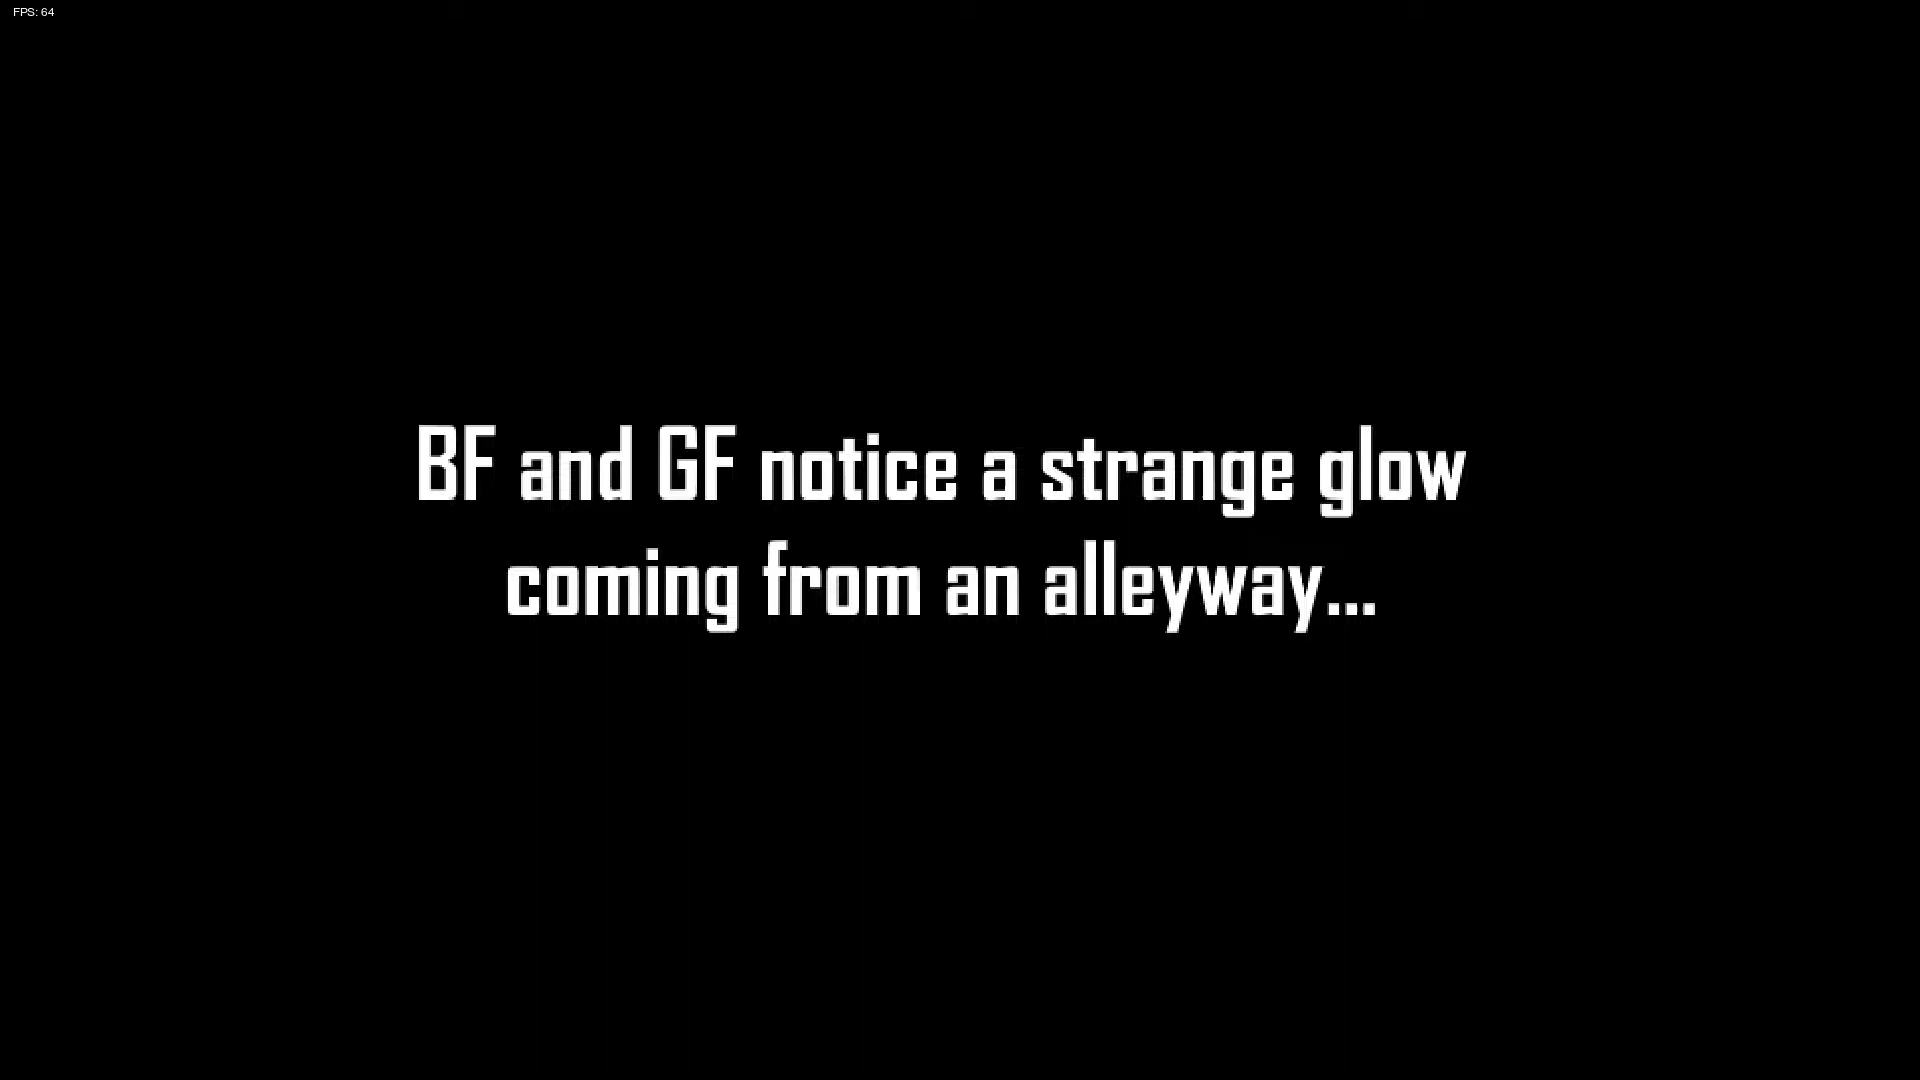 FPS: 64
BF and GF notice a strange glow
coming from an alleyway...